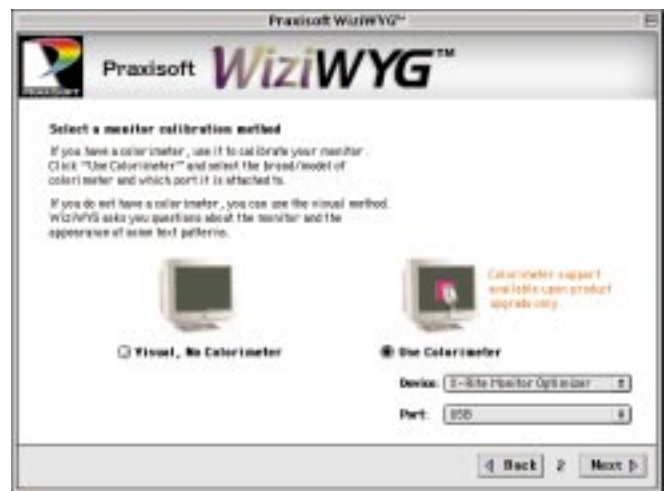 Praxisoft WiziWYG™
PRAXISOFT
Praxisoft WiziWYG™
Select a monitor calibration method
If you have a colorimeter, use it to calibrate your monitor.
Click "Use Colorimeter" and select the brand/model of
colorimeter and which port it is attached to.
If you do not have a colorimeter, you can use the visual method.
WiziWYG asks you questions about the monitor and the
appearance of some test patterns.
Colorimeter support
available upon product
upgrade only.
Visual, No Colorimeter
Use Colorimeter
Device: X-Rite Monitor Optimizer
Port: USB
Back 2 Next